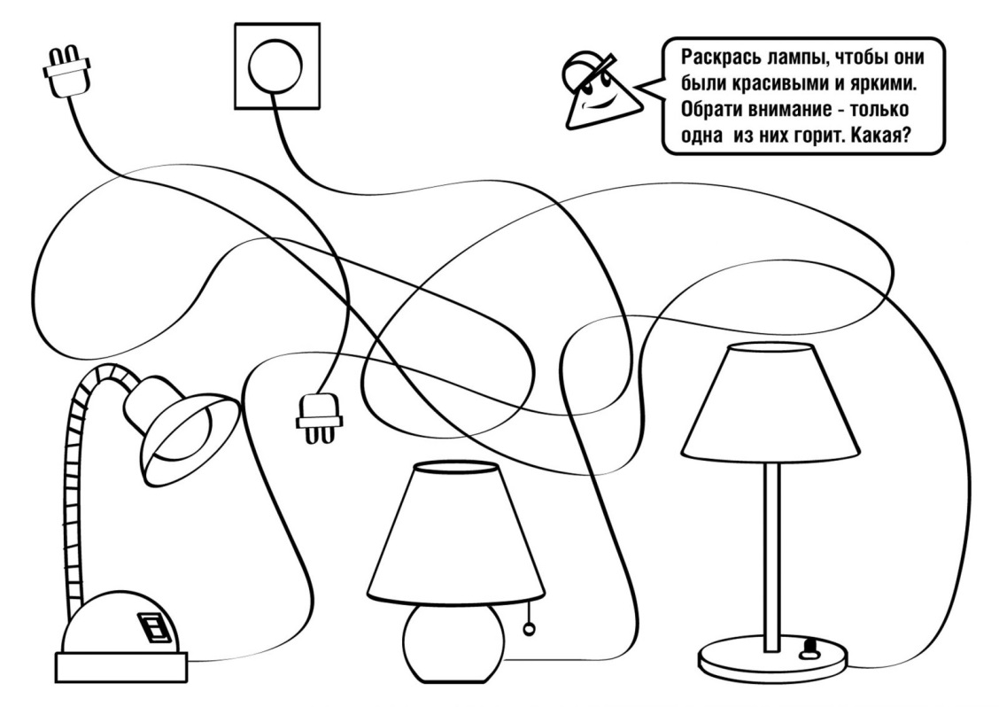 Раскрась лампы, чтобы они
были красивыми и яркими.
Обрати внимание - только
одна из них горит. Какая?